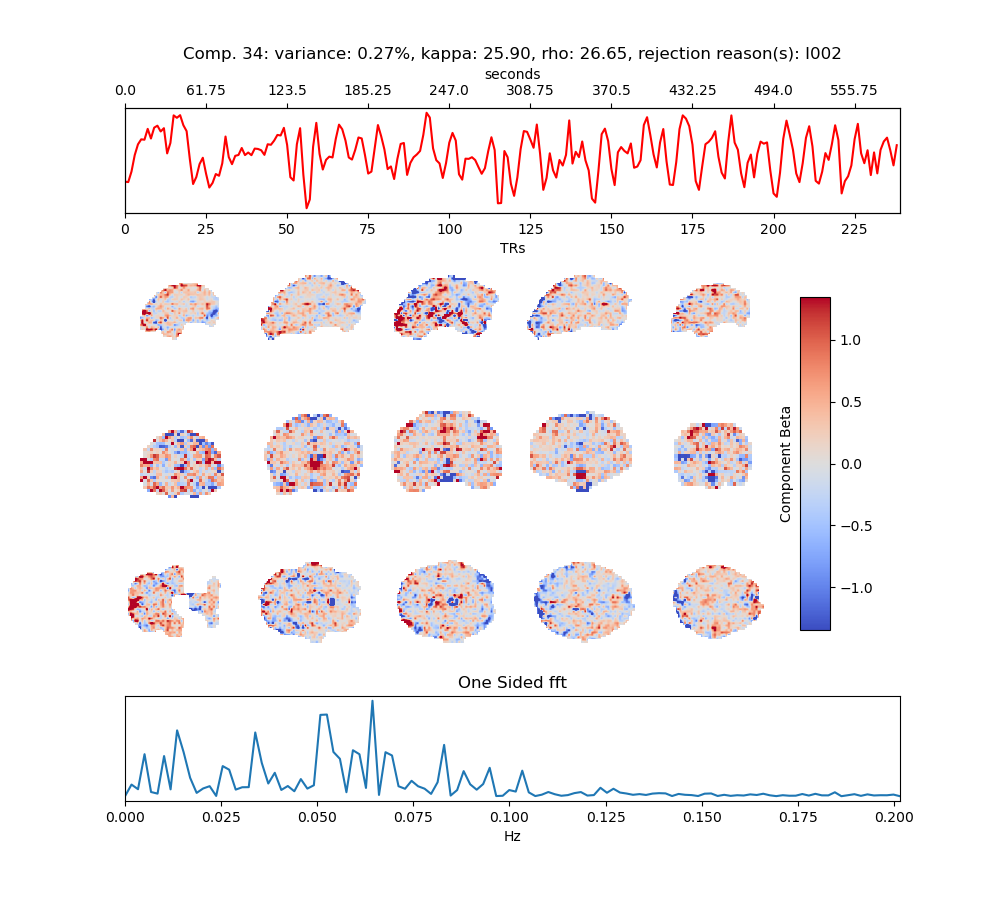 Comp. 34: variance: 0.27%, kappa: 25.90, rho: 26.65, rejection reason(s): I002
seconds
0.0 61.75 123.5 185.25 247.0 308.75 370.5 432.25 494.0 555.75
0 25 50 75 100 125 150 175 200 225
TRs
1.0
0.5
0.0
−0.5
−1.0
Component Beta
One Sided fft
0.000 0.025 0.050 0.075 0.100 0.125 0.150 0.175 0.200
Hz